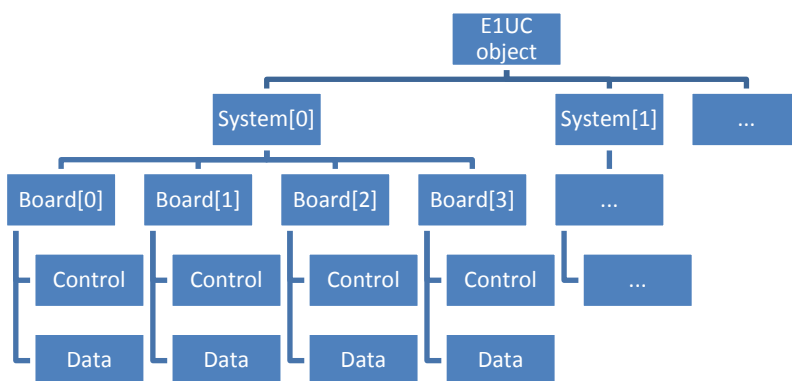 E1UC
object
System[0]
System[1]
...
Board[0]
Board[1]
Board[2]
Board[3]
...
Control
Control
Control
Control
...
Data
Data
Data
Data